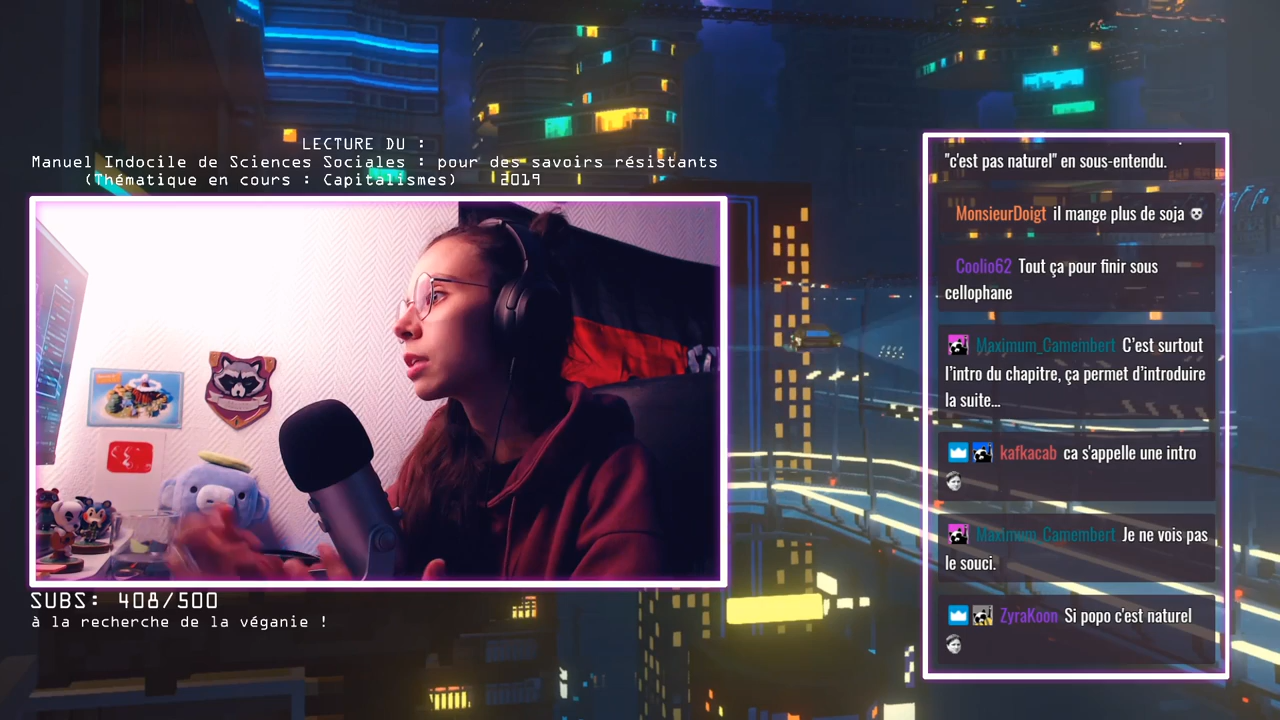 LECTURE DU :
Manuel Indocile de Sciences Sociales : pour des savoirs résistants
(Thématique en cours : Capitalismes) 2019
"c'est pas naturel" en sous-entendu.
MonsieurDoigt il mange plus de soja
Coolio62 Tout ça pour finir sous
cellophane
Maximum_Camembert C'est surtout
l'intro du chapitre, ça permet d'introduire
la suite...
kafkacab ca s'appelle une intro
Maximum_Camembert Je ne vois pas
le souci.
ZyraKoon Si popo c'est naturel
SUBS: 408/500
à la recherche de la véganie !